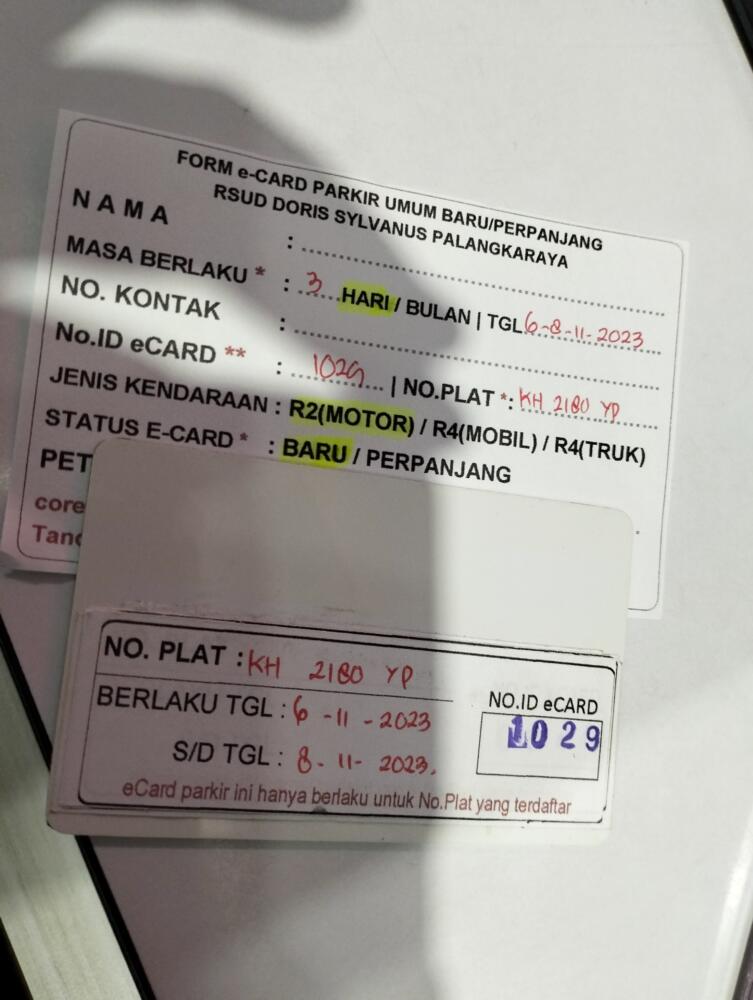 FORM e-CARD PARKIR UMUM BARU/PERPANJANG
RSUD DORIS SYLVANUS PALANGKARAYA
N A M A :
MASA BERLAKU * : 3 HARI / BULAN | TGL 6-8-11-2023
NO. KONTAK :
No.ID eCARD ** : 1029 | NO.PLAT *: KH 2180 YP
JENIS KENDARAAN : R2(MOTOR) / R4(MOBIL) / R4(TRUK)
STATUS E-CARD * : BARU / PERPANJANG
PET
core
Tand
NO. PLAT : KH 2180 YP
BERLAKU TGL : 6 -11 - 2023
S/D TGL : 8 - 11- 2023.
NO.ID eCARD
1029
eCard parkir ini hanya berlaku untuk No.Plat yang terdaftar